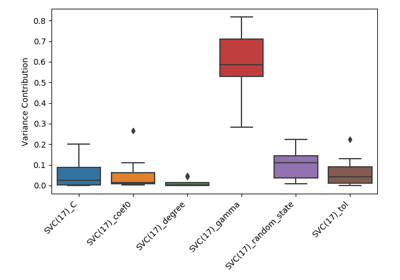 Variance Contribution
0.8
0.7
0.6
0.5
0.4
0.3
0.2
0.1
0.0
SVC(17)_C
SVC(17)_coef0
SVC(17)_degree
SVC(17)_gamma
SVC(17)_random_state
SVC(17)_tol